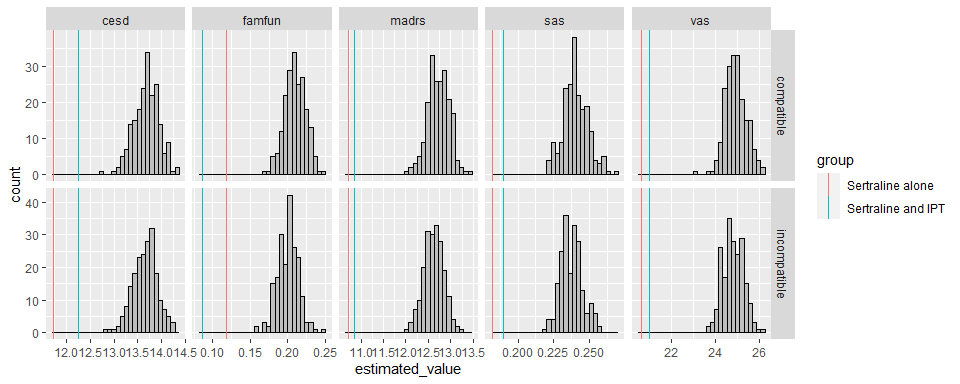 cesd famfun madrs sas vas
30
20
10
0
compatible
count
40
30
20
10
0
incompatible
12.0 12.5 13.0 13.5 14.0 14.5 0.10 0.15 0.20 0.25 11.0 11.5 12.0 12.5 13.0 13.5 0.200 0.225 0.250 22 24 26
estimated_value
group
Sertraline alone
Sertraline and IPT